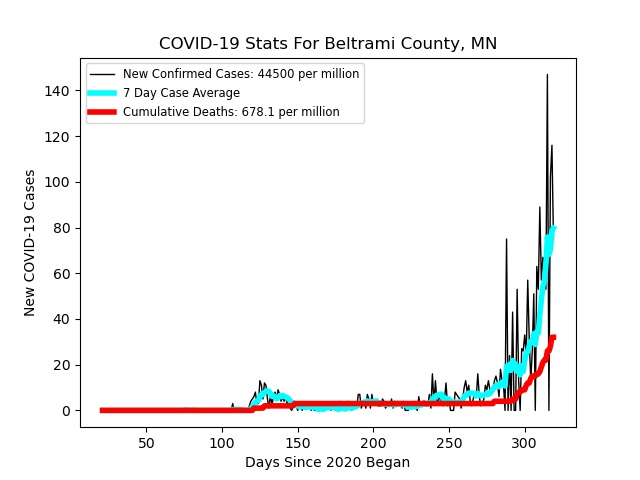 COVID-19 Stats For Beltrami County, MN
New Confirmed Cases: 44500 per million
7 Day Case Average
Cumulative Deaths: 678.1 per million
New COVID-19 Cases
140
120
100
80
60
40
20
0
50 100 150 200 250 300
Days Since 2020 Began